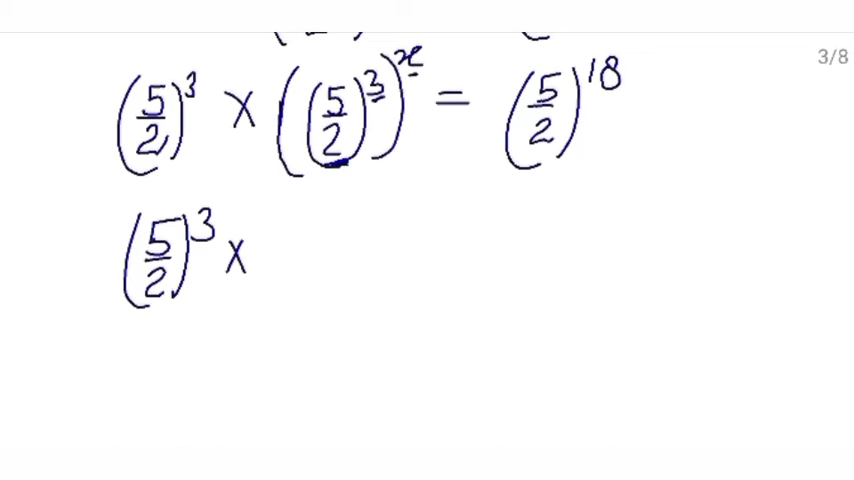 3/8
(5/2)³ × ((5/2)³)ˣ = (5/2)¹⁸
(5/2)³ ×